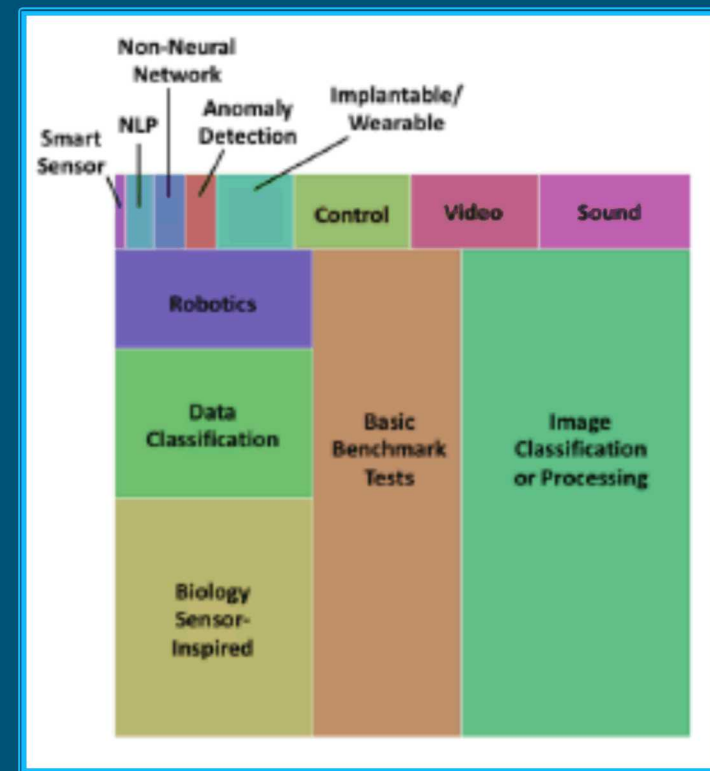 Non-Neural
Network
Anomaly
Detection
Implantable/
Wearable
NLP
Smart
Sensor
Control
Video
Sound
Robotics
Data
Classification
Basic
Benchmark
Tests
Image
Classification
or Processing
Biology
Sensor-
Inspired